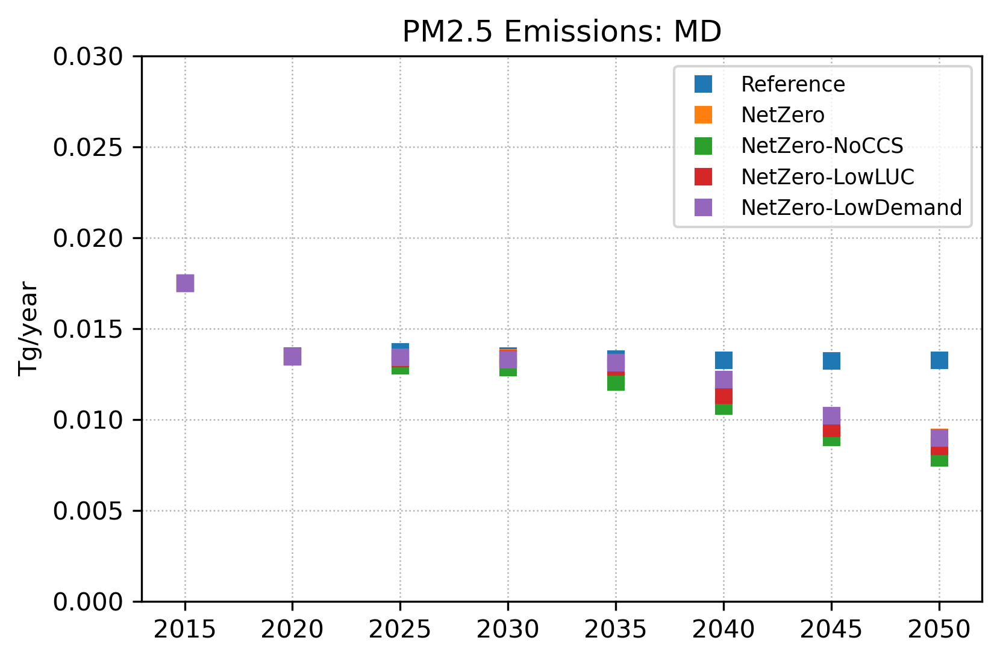 PM2.5 Emissions: MD
Tg/year
0.030
0.025
0.020
0.015
0.010
0.005
0.000
2015 2020 2025 2030 2035 2040 2045 2050
Reference
NetZero
NetZero-NoCCS
NetZero-LowLUC
NetZero-LowDemand